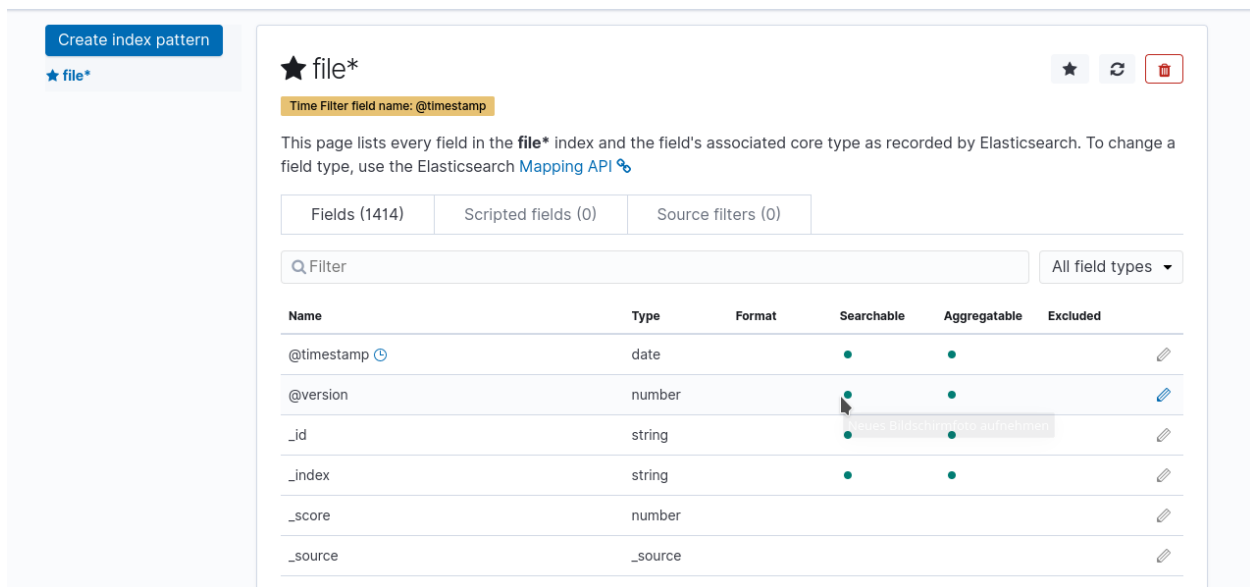 Create index pattern
file*
file*
Time Filter field name: @timestamp
This page lists every field in the file* index and the field's associated core type as recorded by Elasticsearch. To change a
field type, use the Elasticsearch Mapping API
Fields (1414) Scripted fields (0) Source filters (0)
Filter All field types
Name Type Format Searchable Aggregatable Excluded
@timestamp date
@version number
Neues Bildschirmfoto aufnehmen
_id string
_index string
_score number
_source _source